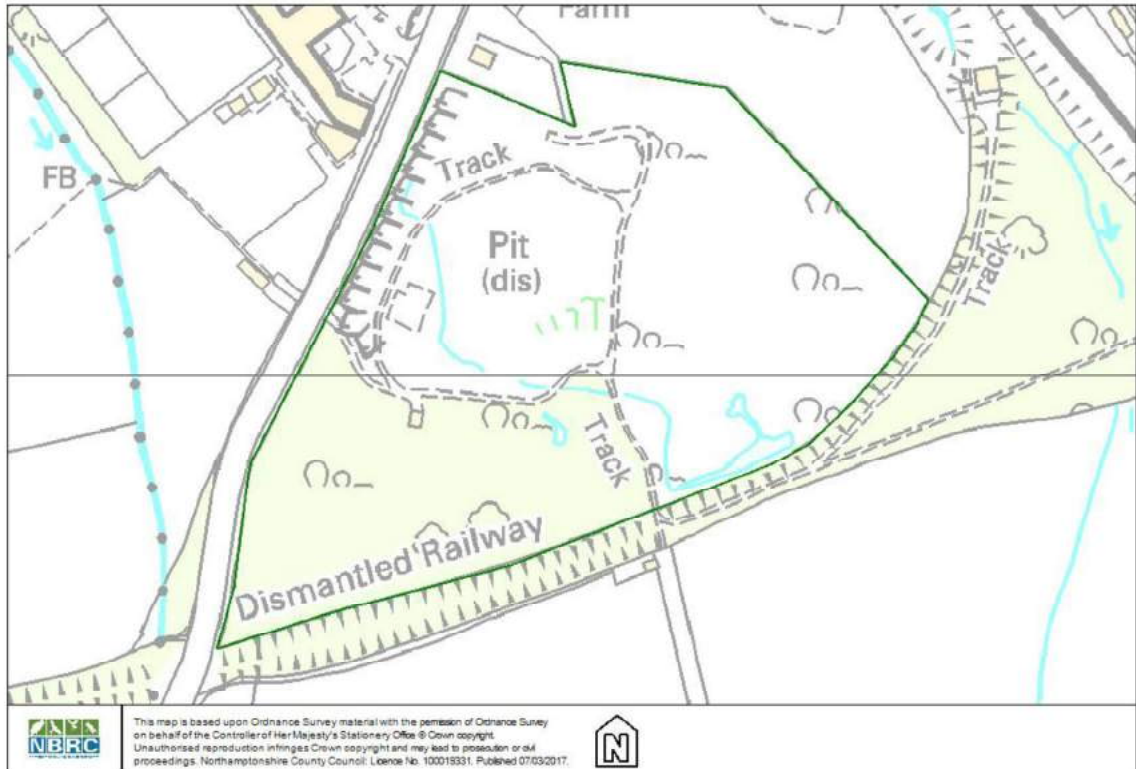 Farm
Track
FB
Pit
(dis)
Track
Track
Dismantled Railway
NBRC
This map is based upon Ordnance Survey material with the permission of Ordnance Survey
on behalf of the Controller of Her Majesty's Stationery Office © Crown copyright.
Unauthorised reproduction infringes Crown copyright and may lead to prosecution or civil
proceedings. Northamptonshire County Council: Licence No. 100019331. Published 07/03/2017.
N